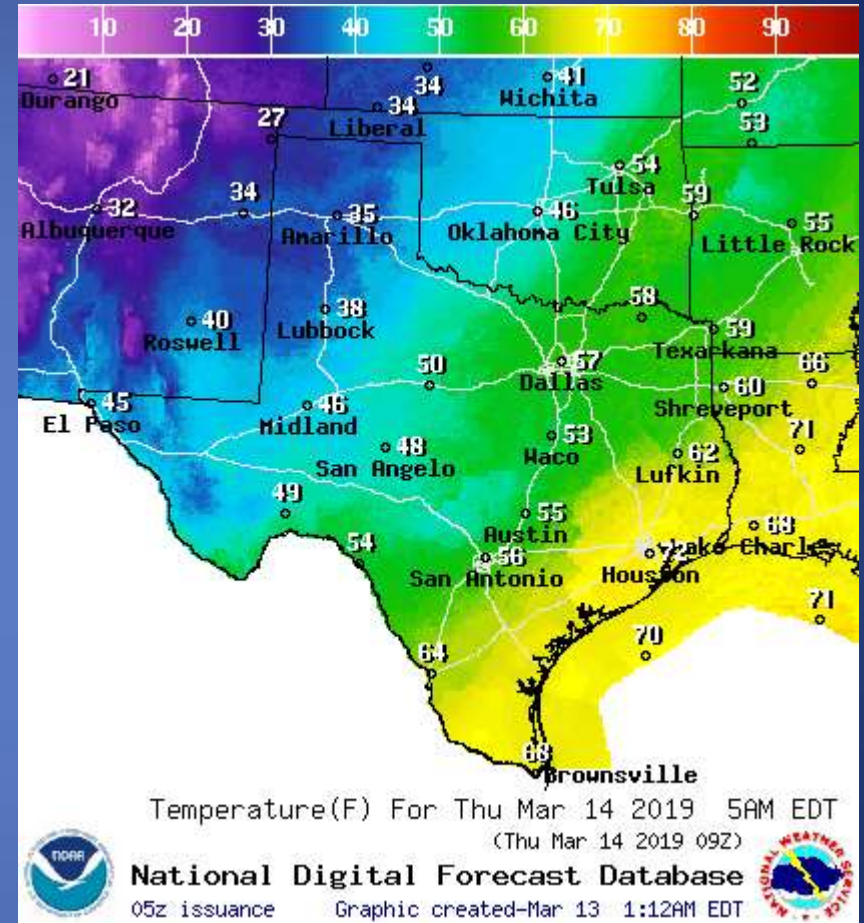 10 20 30 40 50 60 70 80 90
21
Durango
34
41
Wichita
52
34
Liberal
27
53
54
Tulsa
32
Albuquerque
34
35
Amarillo
46
Oklahoma City
59
55
Little Rock
40
Roswell
38
Lubbock
58
59
Texarkana
57
Dallas
50
66
60
Shreveport
45
El Paso
46
Midland
48
San Angelo
53
Waco
62
Lufkin
71
49
55
Austin
68
Lake Charles
54
56
San Antonio
72
Houston
71
70
64
68
Brownsville
Temperature(F) For Thu Mar 14 2019 5AM EDT
(Thu Mar 14 2019 09Z)
NOAA
National Digital Forecast Database
05z issuance Graphic created-Mar 13 1:12AM EDT
NATIONAL WEATHER SERVICE